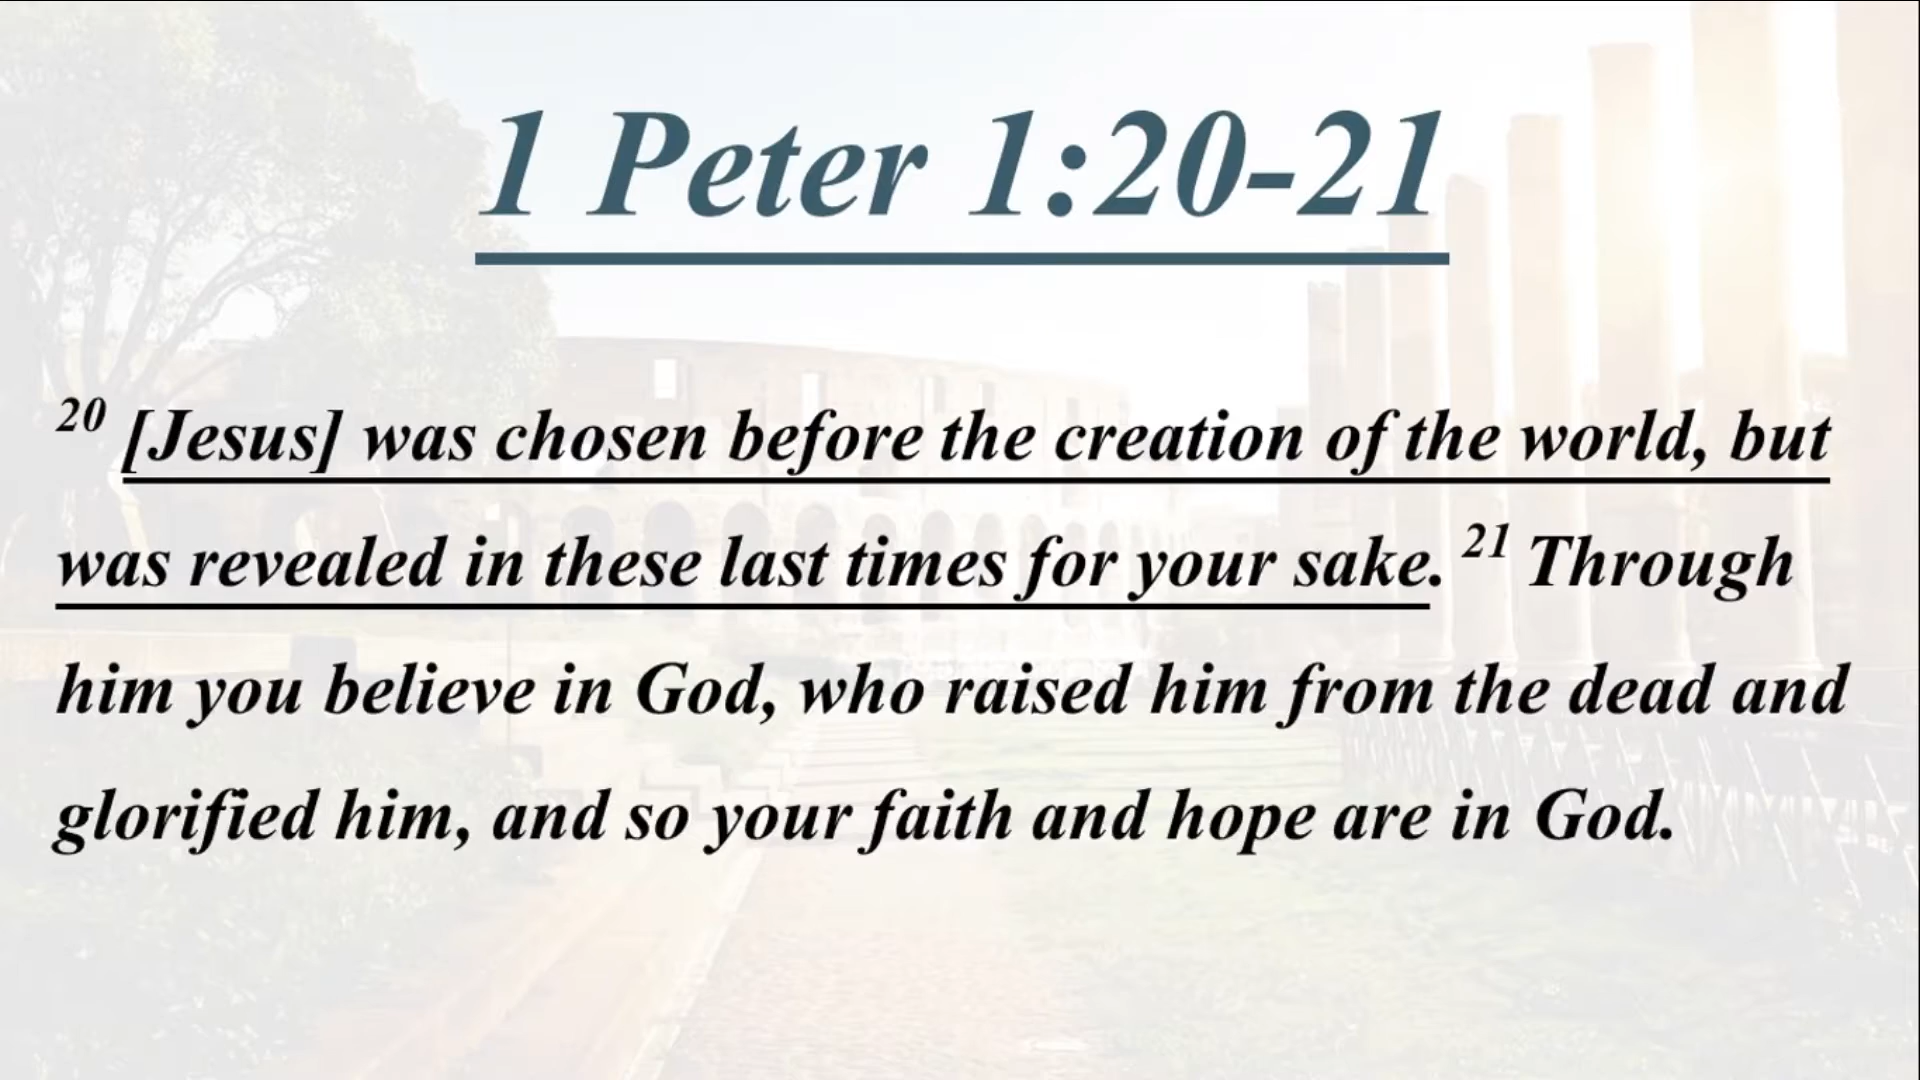 1 Peter 1:20-21
20 [Jesus] was chosen before the creation of the world, but
was revealed in these last times for your sake. 21 Through
him you believe in God, who raised him from the dead and
glorified him, and so your faith and hope are in God.